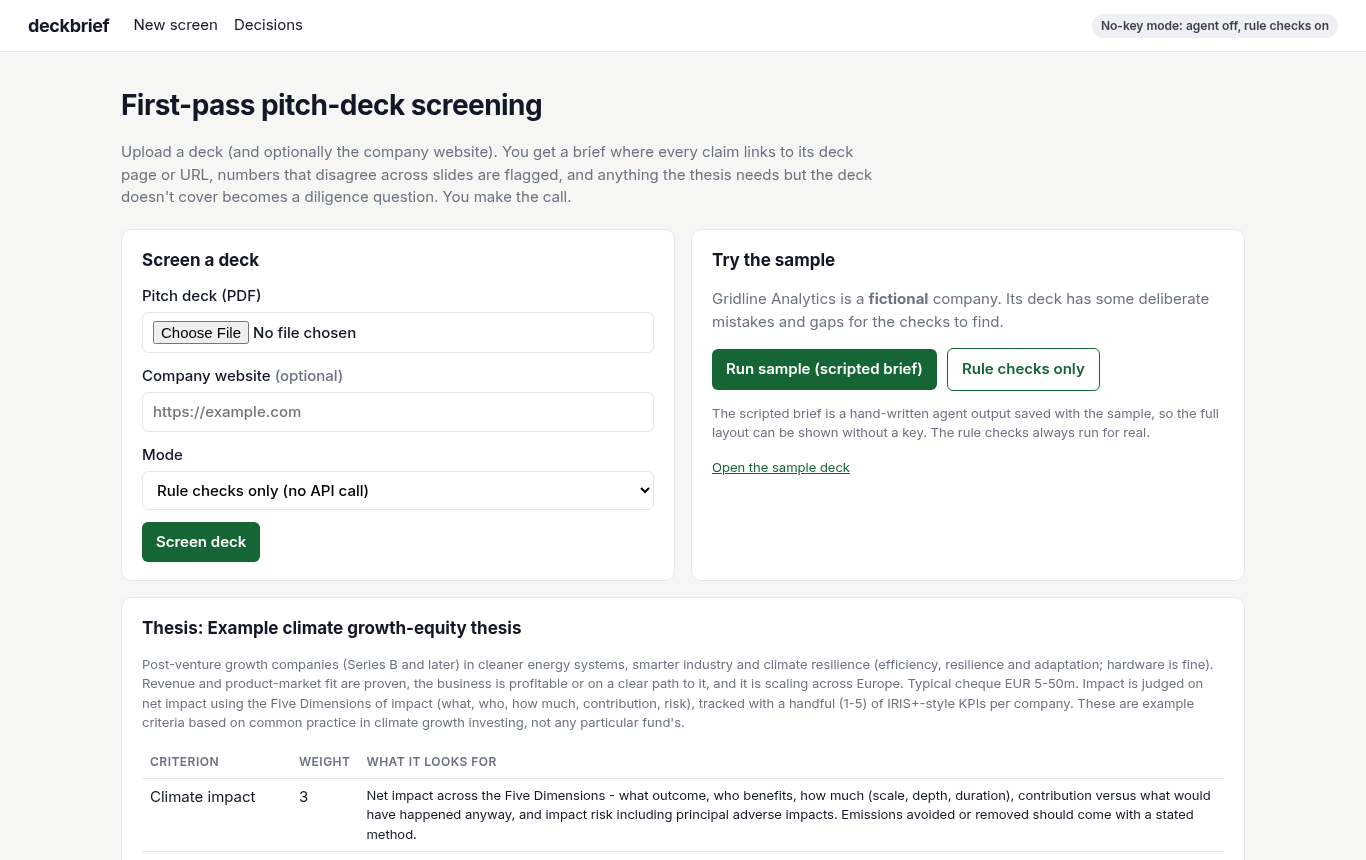 deckbrief New screen Decisions No-key mode: agent off, rule checks on
First-pass pitch-deck screening
Upload a deck (and optionally the company website). You get a brief where every claim links to its deck
page or URL, numbers that disagree across slides are flagged, and anything the thesis needs but the deck
doesn't cover becomes a diligence question. You make the call.
Screen a deck
Pitch deck (PDF)
Choose File No file chosen
Company website (optional)
https://example.com
Mode
Rule checks only (no API call)
Screen deck
Try the sample
Gridline Analytics is a fictional company. Its deck has some deliberate
mistakes and gaps for the checks to find.
Run sample (scripted brief) Rule checks only
The scripted brief is a hand-written agent output saved with the sample, so the full
layout can be shown without a key. The rule checks always run for real.
Open the sample deck
Thesis: Example climate growth-equity thesis
Post-venture growth companies (Series B and later) in cleaner energy systems, smarter industry and climate resilience (efficiency, resilience and adaptation; hardware is fine).
Revenue and product-market fit are proven, the business is profitable or on a clear path to it, and it is scaling across Europe. Typical cheque EUR 5-50m. Impact is judged on
net impact using the Five Dimensions of impact (what, who, how much, contribution, risk), tracked with a handful (1-5) of IRIS+-style KPIs per company. These are example
criteria based on common practice in climate growth investing, not any particular fund's.
CRITERION WEIGHT WHAT IT LOOKS FOR
Climate impact 3 Net impact across the Five Dimensions - what outcome, who benefits, how much (scale, depth, duration), contribution versus what would
have happened anyway, and impact risk including principal adverse impacts. Emissions avoided or removed should come with a stated
method.